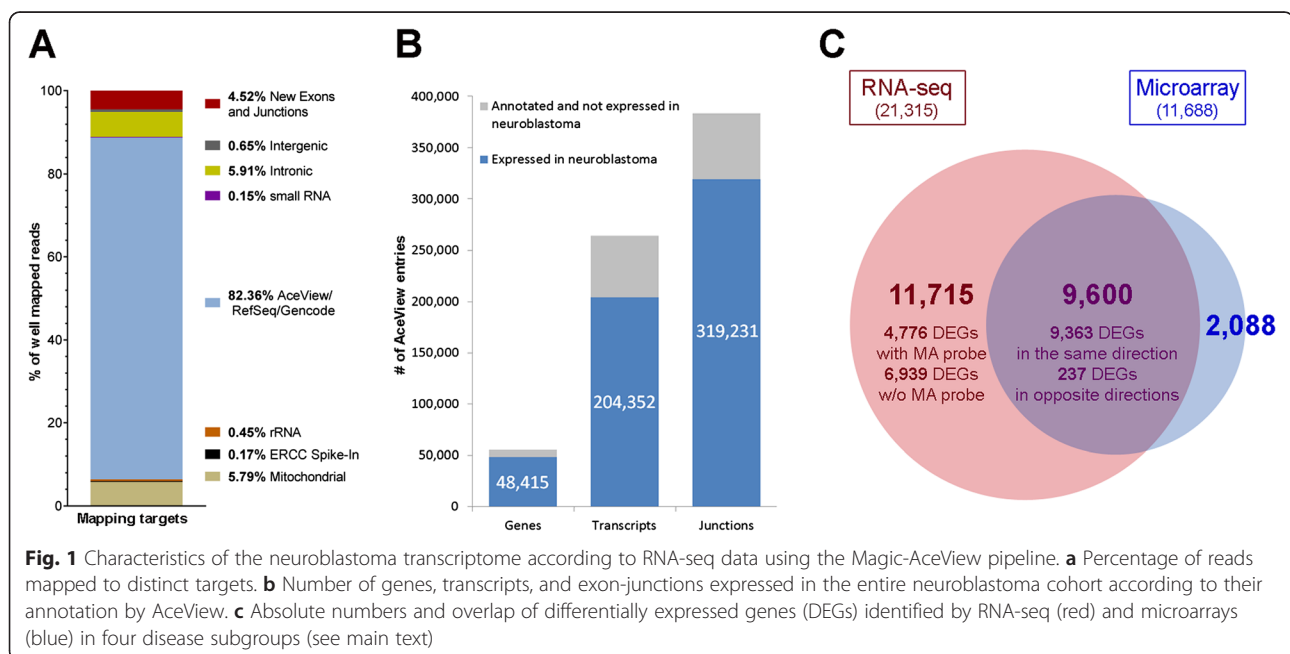 A
% of well mapped reads
100
80
60
40
20
0
Mapping targets
4.52% New Exons
and Junctions
0.65% Intergenic
5.91% Intronic
0.15% small RNA
82.36% AceView/
RefSeq/Gencode
0.45% rRNA
0.17% ERCC Spike-In
5.79% Mitochondrial
B
# of AceView entries
400,000
350,000
300,000
250,000
200,000
150,000
100,000
50,000
0
Annotated and not expressed in
neuroblastoma
Expressed in neuroblastoma
48,415
204,352
319,231
Genes
Transcripts
Junctions
C
RNA-seq
(21,315)
Microarray
(11,688)
11,715
4,776 DEGs
with MA probe
6,939 DEGs
w/o MA probe
9,600
9,363 DEGs
in the same direction
237 DEGs
in opposite directions
2,088
Fig. 1 Characteristics of the neuroblastoma transcriptome according to RNA-seq data using the Magic-AceView pipeline. a Percentage of reads
mapped to distinct targets. b Number of genes, transcripts, and exon-junctions expressed in the entire neuroblastoma cohort according to their
annotation by AceView. c Absolute numbers and overlap of differentially expressed genes (DEGs) identified by RNA-seq (red) and microarrays
(blue) in four disease subgroups (see main text)